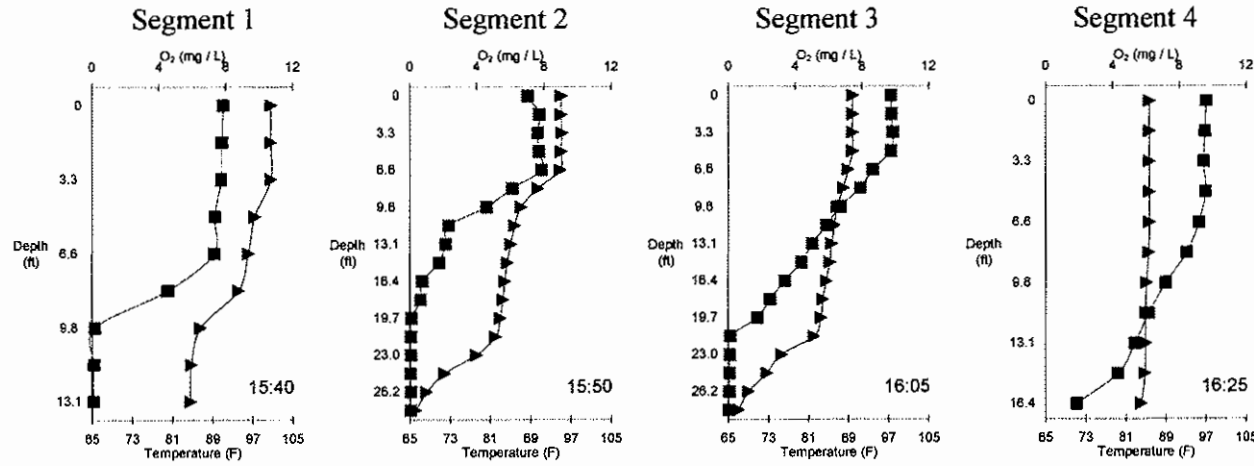 Segment 1
O₂ (mg / L)
0 4 8 12
0
3.3
6.6
9.8
13.1
Depth
(ft)
15:40
65 73 81 89 97 105
Temperature (F)
Segment 2
O₂ (mg / L)
0 4 8 12
0
3.3
6.6
9.8
13.1
16.4
19.7
23.0
26.2
Depth
(ft)
15:50
65 73 81 89 97 105
Temperature (F)
Segment 3
O₂ (mg / L)
0 4 8 12
0
3.3
6.6
9.8
13.1
16.4
19.7
23.0
26.2
Depth
(ft)
16:05
65 73 81 89 97 105
Temperature (F)
Segment 4
O₂ (mg / L)
0 4 8 12
0
3.3
6.6
9.8
13.1
16.4
Depth
(ft)
16:25
65 73 81 89 97 105
Temperature (F)